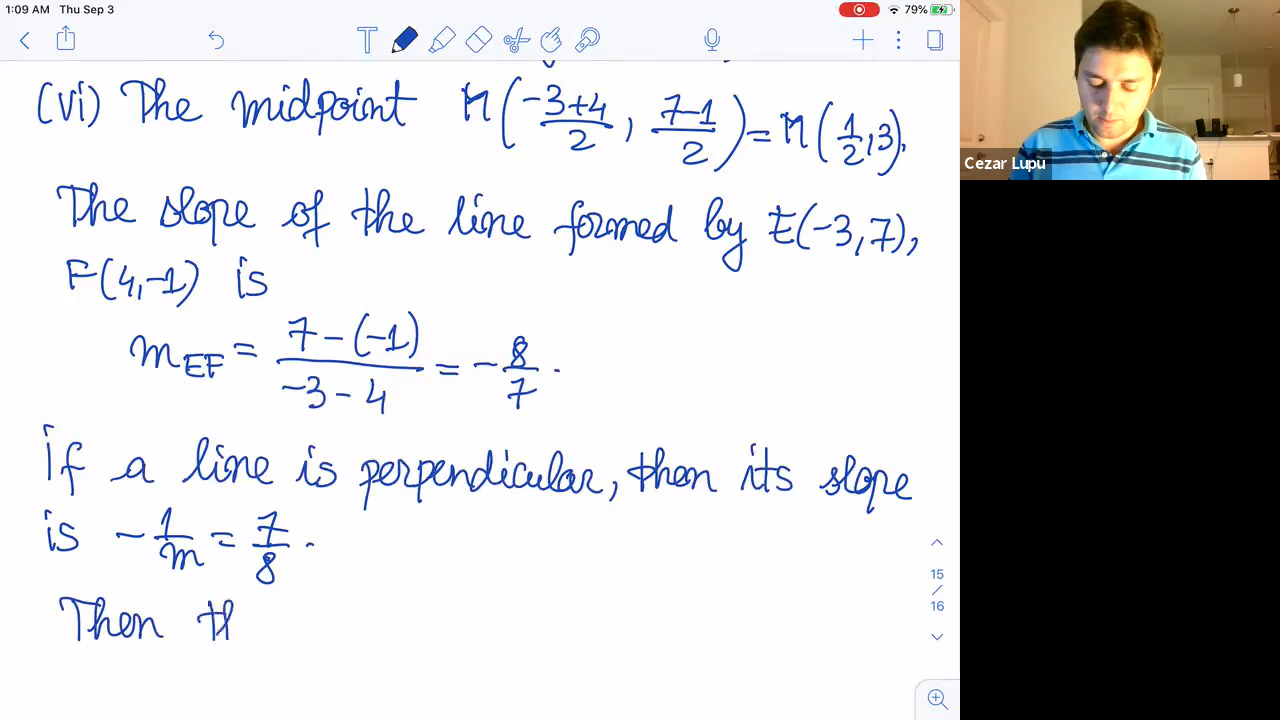 1:09 AM Thu Sep 3
79%
T
Cezar Lupu
(vi) The midpoint M(-3+4/2, 7-1/2) = M(1/2, 3).
The slope of the line formed by E(-3, 7),
F(4,-1) is
m_EF = 7-(-1)/-3-4 = -8/7.
If a line is perpendicular, then its slope
is -1/m = 7/8.
Then th
15
/
16